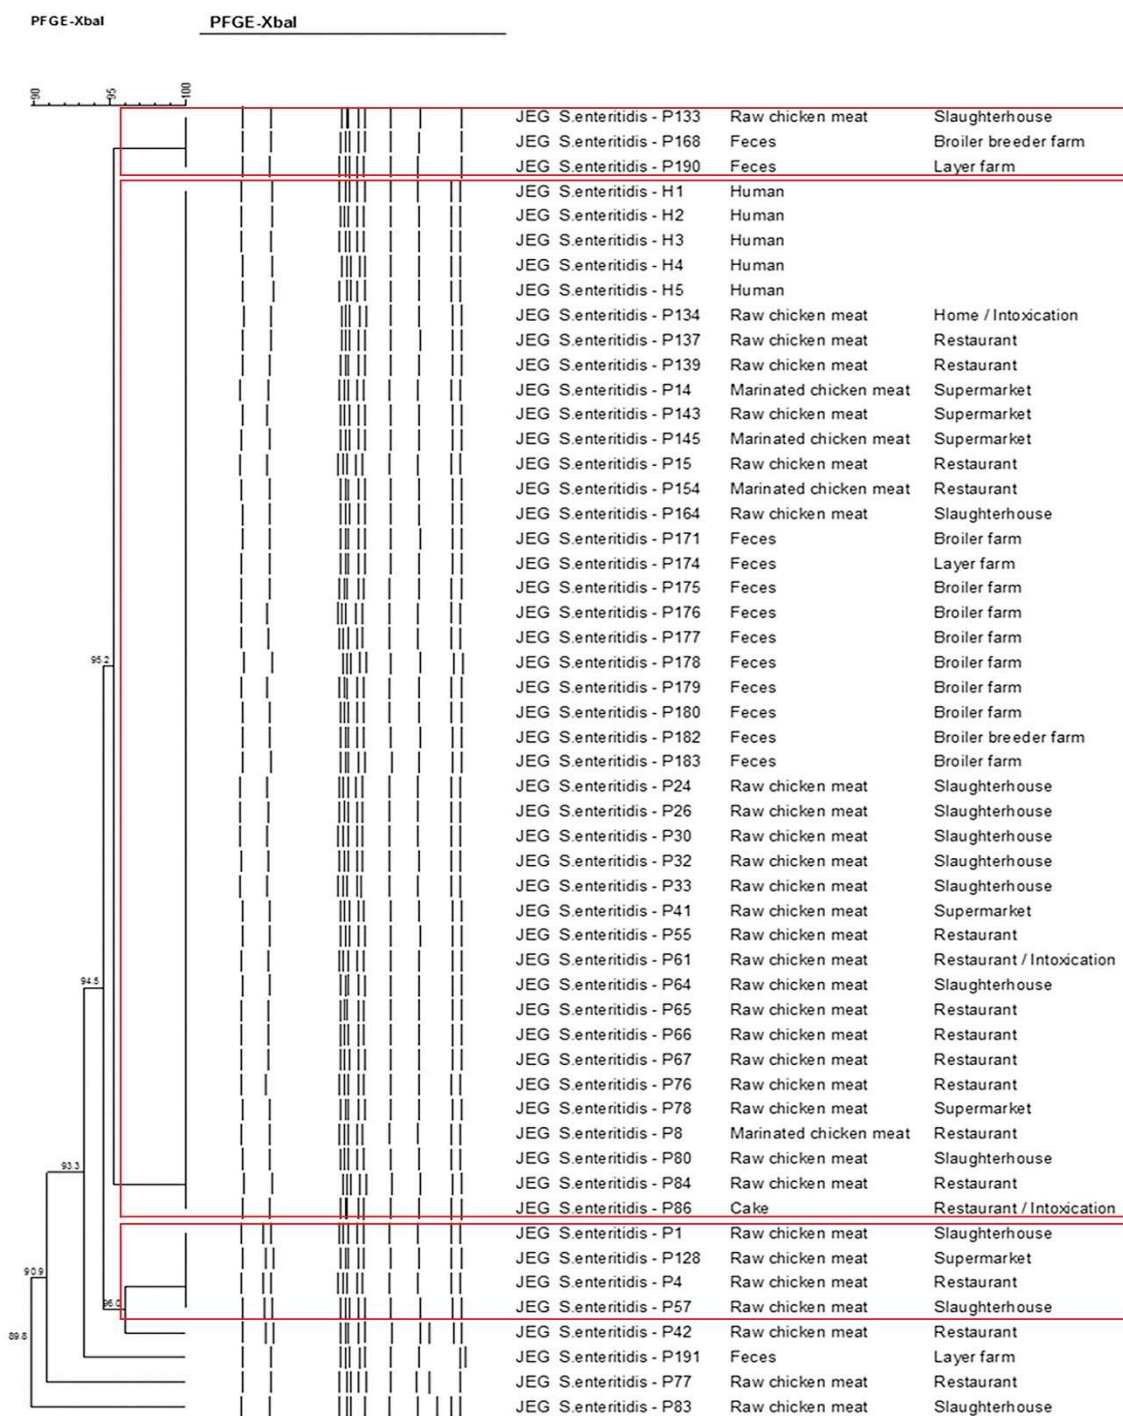 PFGE-XbaI PFGE-XbaI
90 95 100
JEG S.enteritidis - P133 Raw chicken meat Slaughterhouse
JEG S.enteritidis - P168 Feces Broiler breeder farm
JEG S.enteritidis - P190 Feces Layer farm
JEG S.enteritidis - H1 Human
JEG S.enteritidis - H2 Human
JEG S.enteritidis - H3 Human
JEG S.enteritidis - H4 Human
JEG S.enteritidis - H5 Human
JEG S.enteritidis - P134 Raw chicken meat Home / Intoxication
JEG S.enteritidis - P137 Raw chicken meat Restaurant
JEG S.enteritidis - P139 Raw chicken meat Restaurant
JEG S.enteritidis - P14 Marinated chicken meat Supermarket
JEG S.enteritidis - P143 Raw chicken meat Supermarket
JEG S.enteritidis - P145 Marinated chicken meat Supermarket
JEG S.enteritidis - P15 Raw chicken meat Restaurant
JEG S.enteritidis - P154 Marinated chicken meat Restaurant
JEG S.enteritidis - P164 Raw chicken meat Slaughterhouse
JEG S.enteritidis - P171 Feces Broiler farm
JEG S.enteritidis - P174 Feces Layer farm
JEG S.enteritidis - P175 Feces Broiler farm
JEG S.enteritidis - P176 Feces Broiler farm
JEG S.enteritidis - P177 Feces Broiler farm
95.2 JEG S.enteritidis - P178 Feces Broiler farm
JEG S.enteritidis - P179 Feces Broiler farm
JEG S.enteritidis - P180 Feces Broiler farm
JEG S.enteritidis - P182 Feces Broiler breeder farm
JEG S.enteritidis - P183 Feces Broiler farm
JEG S.enteritidis - P24 Raw chicken meat Slaughterhouse
JEG S.enteritidis - P26 Raw chicken meat Slaughterhouse
JEG S.enteritidis - P30 Raw chicken meat Slaughterhouse
JEG S.enteritidis - P32 Raw chicken meat Slaughterhouse
JEG S.enteritidis - P33 Raw chicken meat Slaughterhouse
JEG S.enteritidis - P41 Raw chicken meat Supermarket
JEG S.enteritidis - P55 Raw chicken meat Restaurant
JEG S.enteritidis - P61 Raw chicken meat Restaurant / Intoxication
94.5 JEG S.enteritidis - P64 Raw chicken meat Slaughterhouse
JEG S.enteritidis - P65 Raw chicken meat Restaurant
JEG S.enteritidis - P66 Raw chicken meat Restaurant
JEG S.enteritidis - P67 Raw chicken meat Restaurant
JEG S.enteritidis - P76 Raw chicken meat Restaurant
JEG S.enteritidis - P78 Raw chicken meat Supermarket
JEG S.enteritidis - P8 Marinated chicken meat Restaurant
93.3 JEG S.enteritidis - P80 Raw chicken meat Slaughterhouse
JEG S.enteritidis - P84 Raw chicken meat Restaurant
JEG S.enteritidis - P86 Cake Restaurant / Intoxication
JEG S.enteritidis - P1 Raw chicken meat Slaughterhouse
JEG S.enteritidis - P128 Raw chicken meat Supermarket
90.9 JEG S.enteritidis - P4 Raw chicken meat Restaurant
96.0 JEG S.enteritidis - P57 Raw chicken meat Slaughterhouse
89.8 JEG S.enteritidis - P42 Raw chicken meat Restaurant
JEG S.enteritidis - P191 Feces Layer farm
JEG S.enteritidis - P77 Raw chicken meat Restaurant
JEG S.enteritidis - P83 Raw chicken meat Slaughterhouse